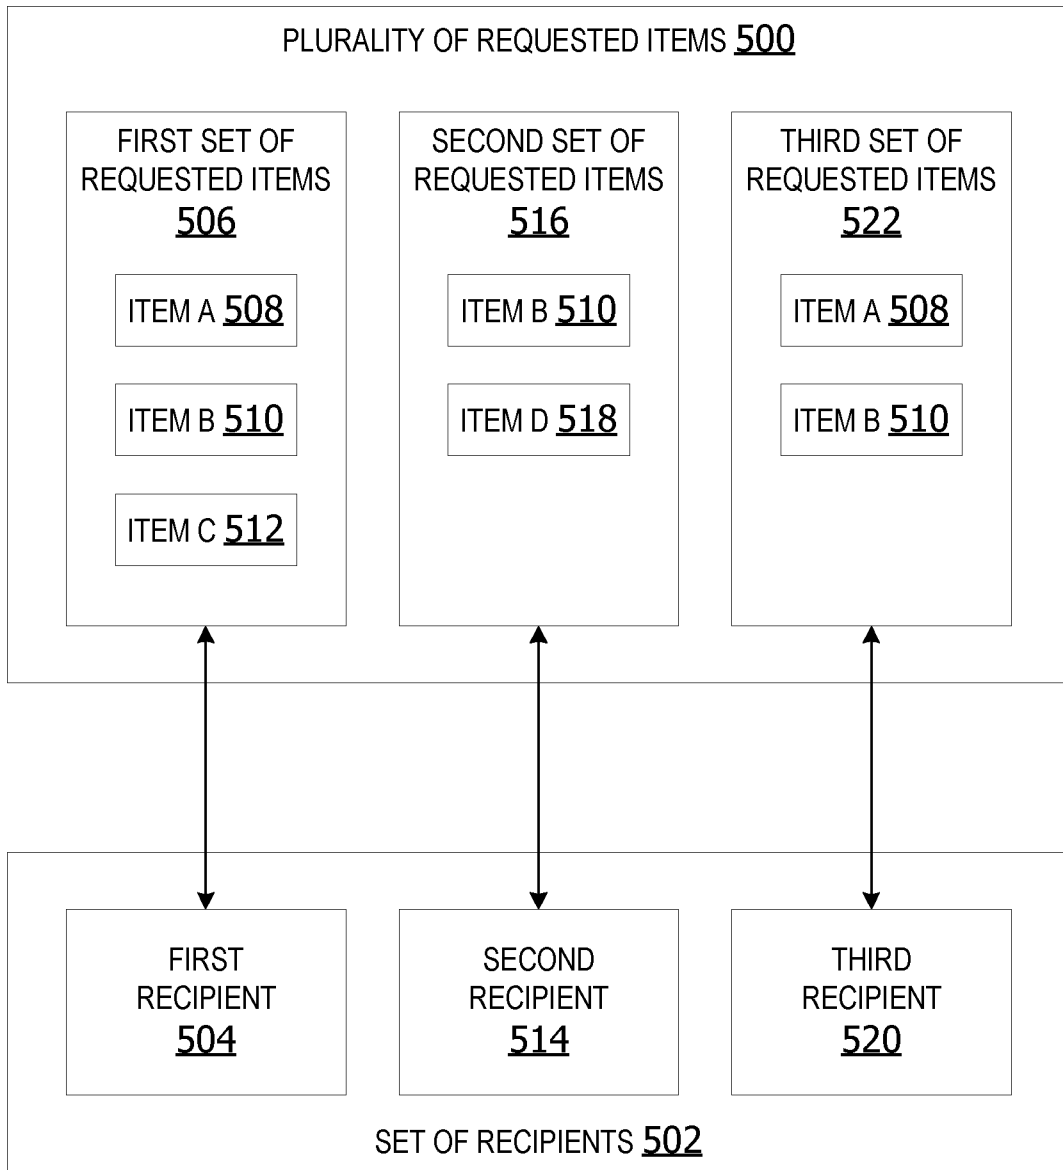 PLURALITY OF REQUESTED ITEMS 500
FIRST SET OF
REQUESTED ITEMS
506
ITEM A 508
ITEM B 510
ITEM C 512
SECOND SET OF
REQUESTED ITEMS
516
ITEM B 510
ITEM D 518
THIRD SET OF
REQUESTED ITEMS
522
ITEM A 508
ITEM B 510
FIRST
RECIPIENT
504
SECOND
RECIPIENT
514
THIRD
RECIPIENT
520
SET OF RECIPIENTS 502